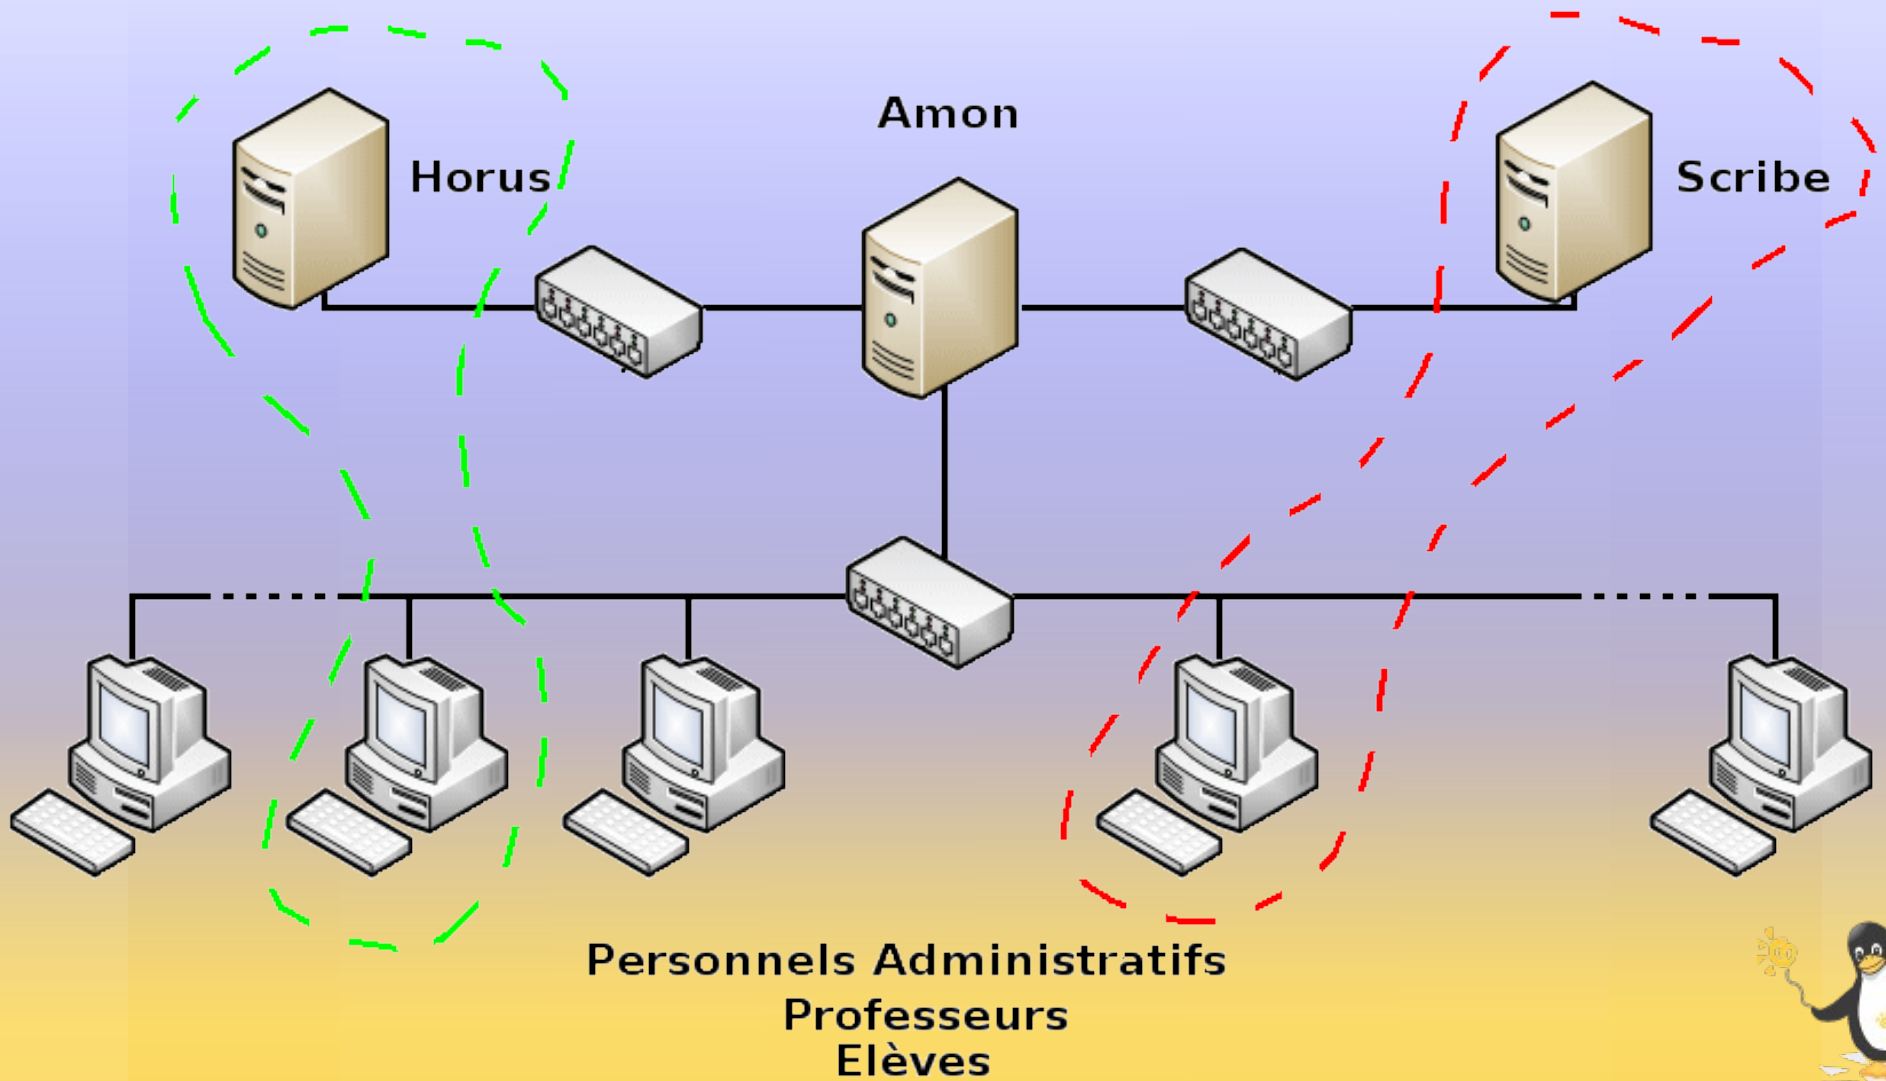 Amon
Horus
Scribe
Personnels Administratifs
Professeurs
Elèves